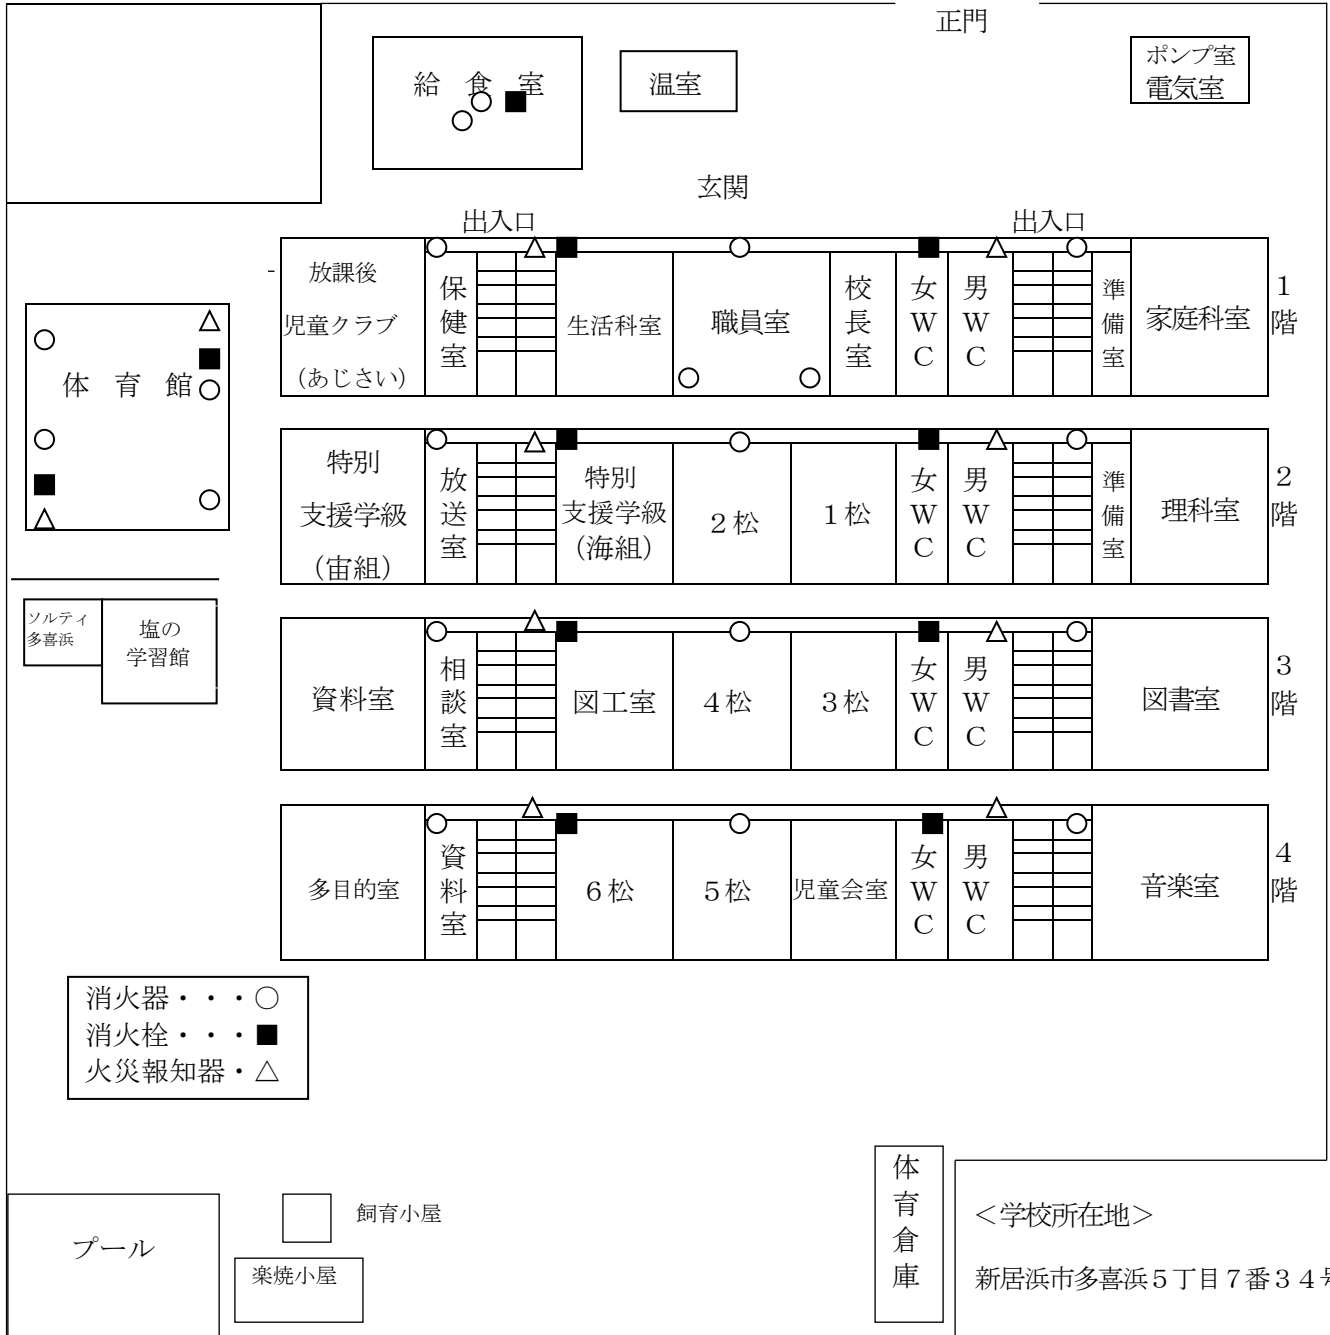 正門
給 食 室
温室
ポンプ室
電気室
玄関
出入口
出入口
放課後
児童クラブ
(あじさい)
保健室
生活科室
職員室
校長室
女WC
男WC
準備室
家庭科室
1階
体 育 館
特別
支援学級
(宙組)
放送室
特別
支援学級
(海組)
2松
1松
女WC
男WC
準備室
理科室
2階
ソルティ
多喜浜
塩の
学習館
資料室
相談室
図工室
4松
3松
女WC
男WC
図書室
3階
多目的室
資料室
6松
5松
児童会室
女WC
男WC
音楽室
4階
消火器・・・○
消火栓・・・■
火災報知器・△
プール
飼育小屋
楽焼小屋
体育倉庫
<学校所在地>
新居浜市多喜浜5丁目7番34号